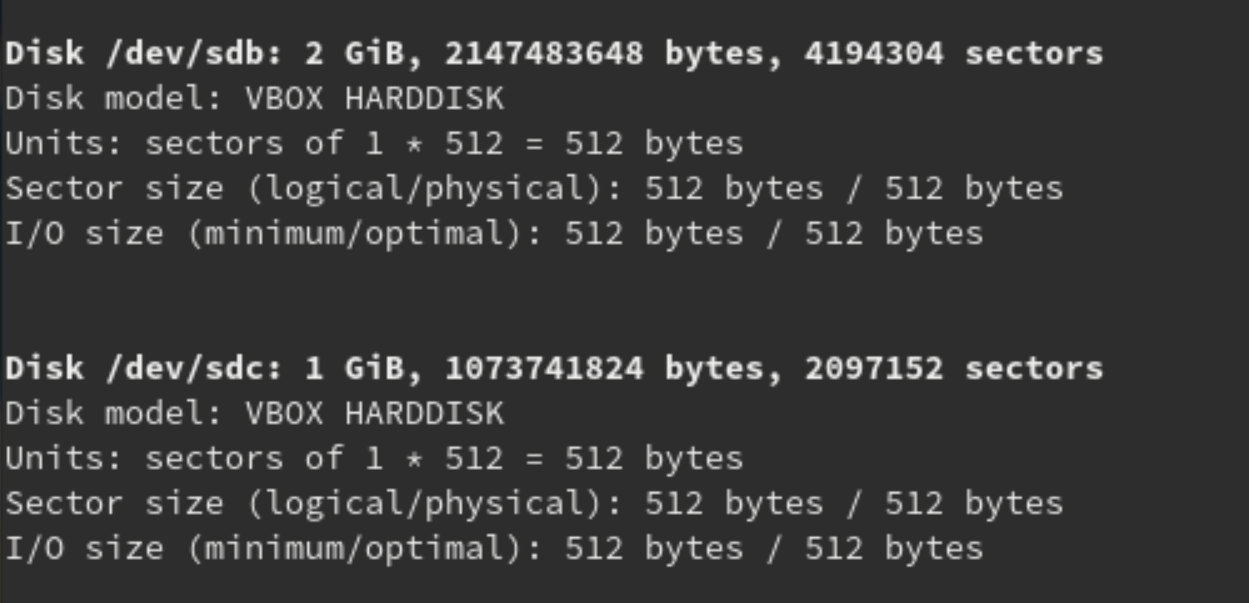 Disk /dev/sdb: 2 GiB, 2147483648 bytes, 4194304 sectors
Disk model: VBOX HARDDISK
Units: sectors of 1 * 512 = 512 bytes
Sector size (logical/physical): 512 bytes / 512 bytes
I/O size (minimum/optimal): 512 bytes / 512 bytes
Disk /dev/sdc: 1 GiB, 1073741824 bytes, 2097152 sectors
Disk model: VBOX HARDDISK
Units: sectors of 1 * 512 = 512 bytes
Sector size (logical/physical): 512 bytes / 512 bytes
I/O size (minimum/optimal): 512 bytes / 512 bytes